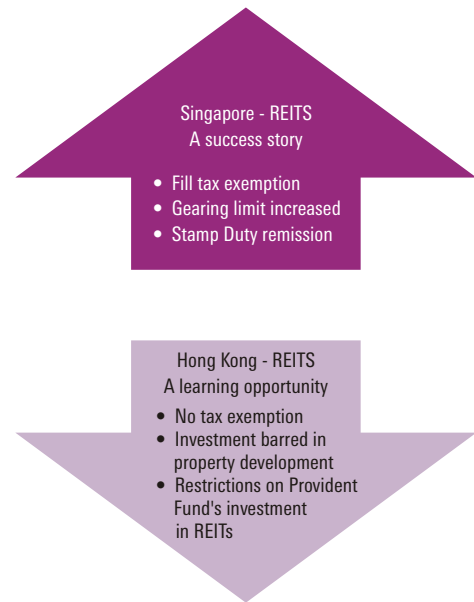 Singapore - REITS
A success story
• Fill tax exemption
• Gearing limit increased
• Stamp Duty remission
Hong Kong - REITS
A learning opportunity
• No tax exemption
• Investment barred in
property development
• Restrictions on Provident
Fund's investment
in REITs